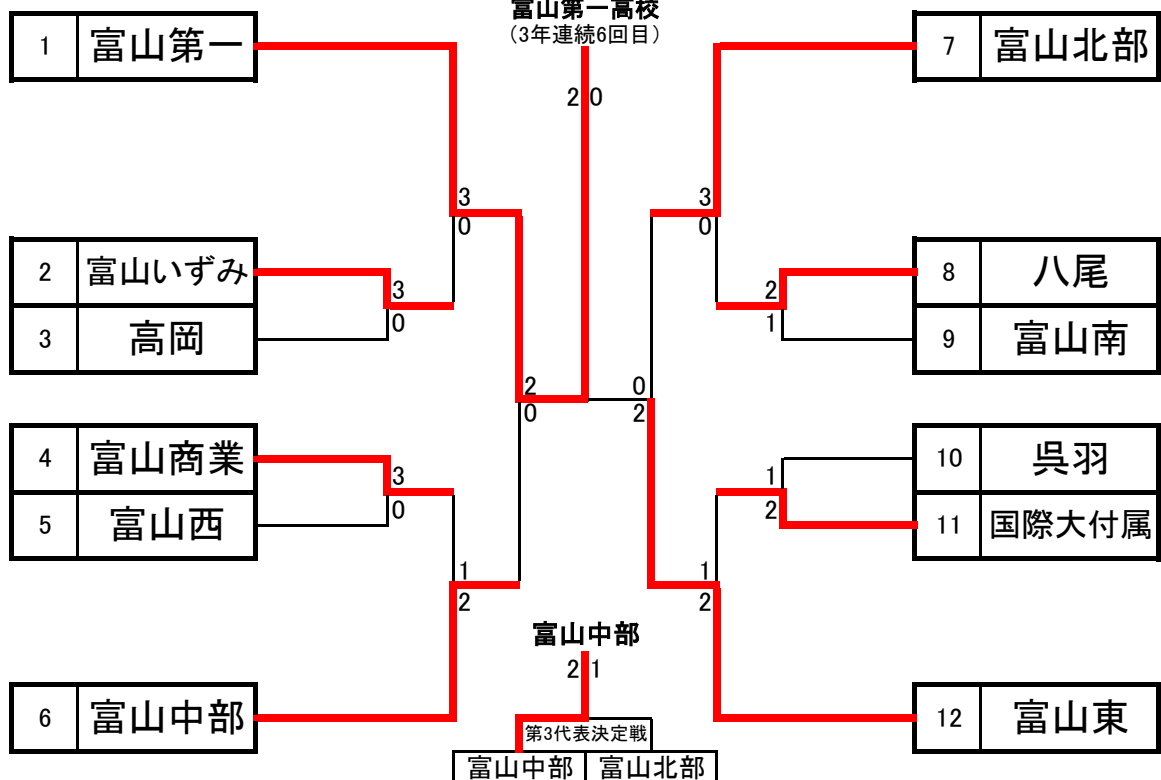 富山第一高校
(3年連続6回目)
2 0
1 富山第一
2 富山いずみ
3 高岡
4 富山商業
5 富山西
6 富山中部
3
0
3
0
2
0
3
0
1
2
7 富山北部
8 八尾
9 富山南
10 呉羽
11 国際大付属
12 富山東
3
0
2
1
0
2
1
2
1
2
富山中部
2 1
第3代表決定戦
富山中部 富山北部